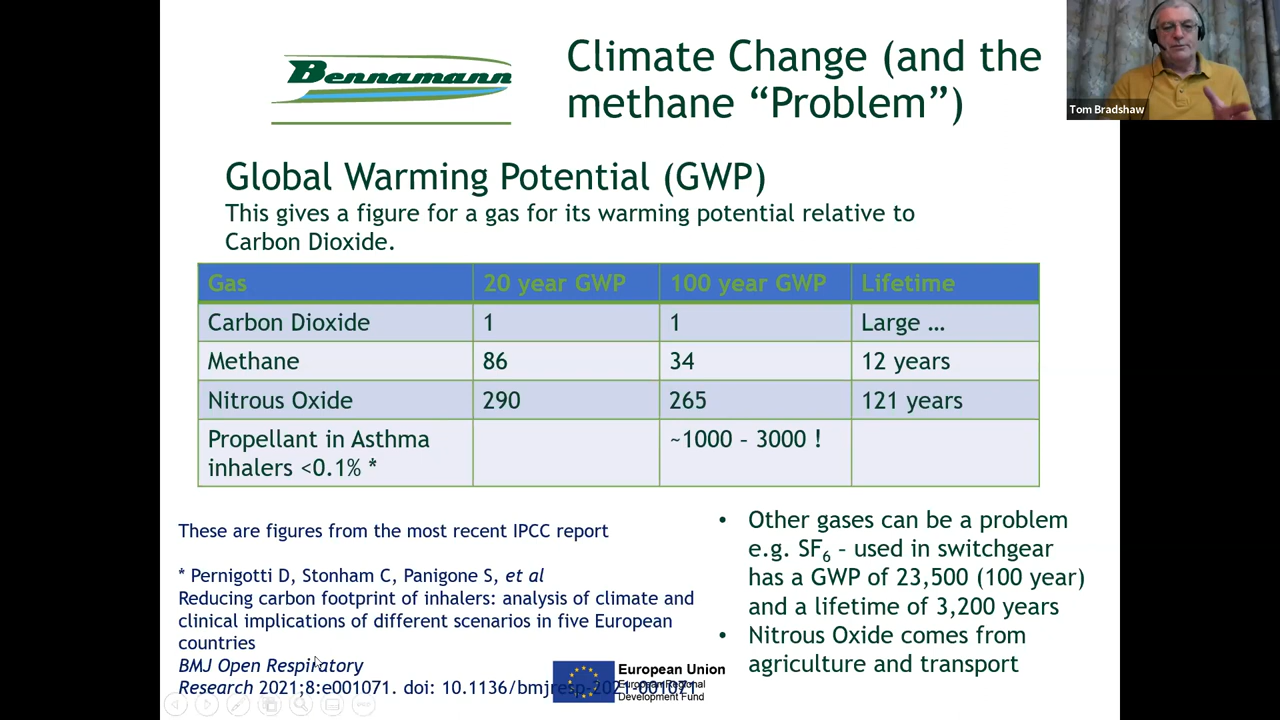 Bennamann
Climate Change (and the
methane “Problem”)
Tom Bradshaw
Global Warming Potential (GWP)
This gives a figure for a gas for its warming potential relative to
Carbon Dioxide.
Gas 20 year GWP 100 year GWP Lifetime
Carbon Dioxide 1 1 Large ...
Methane 86 34 12 years
Nitrous Oxide 290 265 121 years
Propellant in Asthma ~1000 – 3000 !
inhalers <0.1% *
These are figures from the most recent IPCC report
* Pernigotti D, Stonham C, Panigone S, et al
Reducing carbon footprint of inhalers: analysis of climate and
clinical implications of different scenarios in five European
countries
BMJ Open Respiratory
Research 2021;8:e001071. doi: 10.1136/bmjresp-2021-001071
European Union
European Regional
Development Fund
• Other gases can be a problem
e.g. SF₆ – used in switchgear
has a GWP of 23,500 (100 year)
and a lifetime of 3,200 years
• Nitrous Oxide comes from
agriculture and transport